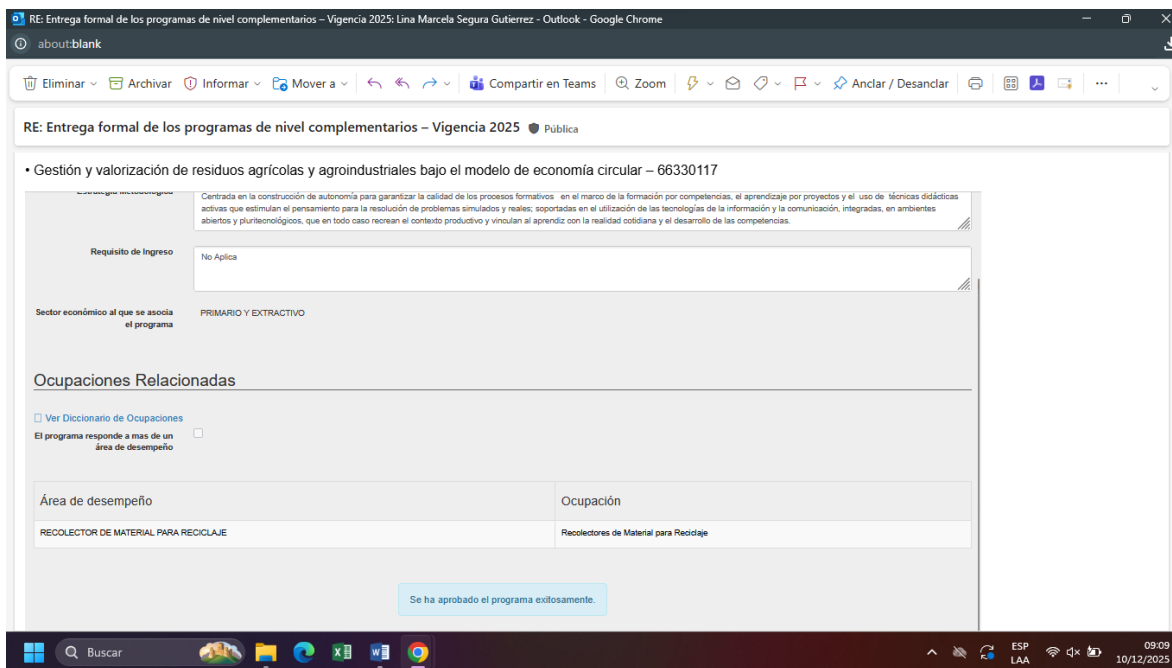 RE: Entrega formal de los programas de nivel complementarios – Vigencia 2025: Lina Marcela Segura Gutierrez - Outlook - Google Chrome
about:blank
Eliminar Archivar Informar Mover a Compartir en Teams Zoom Anclar / Desanclar
RE: Entrega formal de los programas de nivel complementarios – Vigencia 2025 Pública
• Gestión y valorización de residuos agrícolas y agroindustriales bajo el modelo de economía circular – 66330117
Estrategia Metodológica
Centrada en la construcción de autonomía para garantizar la calidad de los procesos formativos en el marco de la formación por competencias, el aprendizaje por proyectos y el uso de técnicas didácticas
activas que estimulan el pensamiento para la resolución de problemas simulados y reales; soportadas en el utilización de las tecnologías de la información y la comunicación, integradas, en ambientes
abiertos y pluritecnológicos, que en todo caso recrean el contexto productivo y vinculan al aprendiz con la realidad cotidiana y el desarrollo de las competencias.
Requisito de Ingreso
No Aplica
Sector económico al que se asocia
el programa
PRIMARIO Y EXTRACTIVO
Ocupaciones Relacionadas
Ver Diccionario de Ocupaciones
El programa responde a mas de un
área de desempeño
Área de desempeño Ocupación
RECOLECTOR DE MATERIAL PARA RECICLAJE Recolectores de Material para Reciclaje
Se ha aprobado el programa exitosamente.
Buscar
ESP
LAA
09:05
10/12/2025